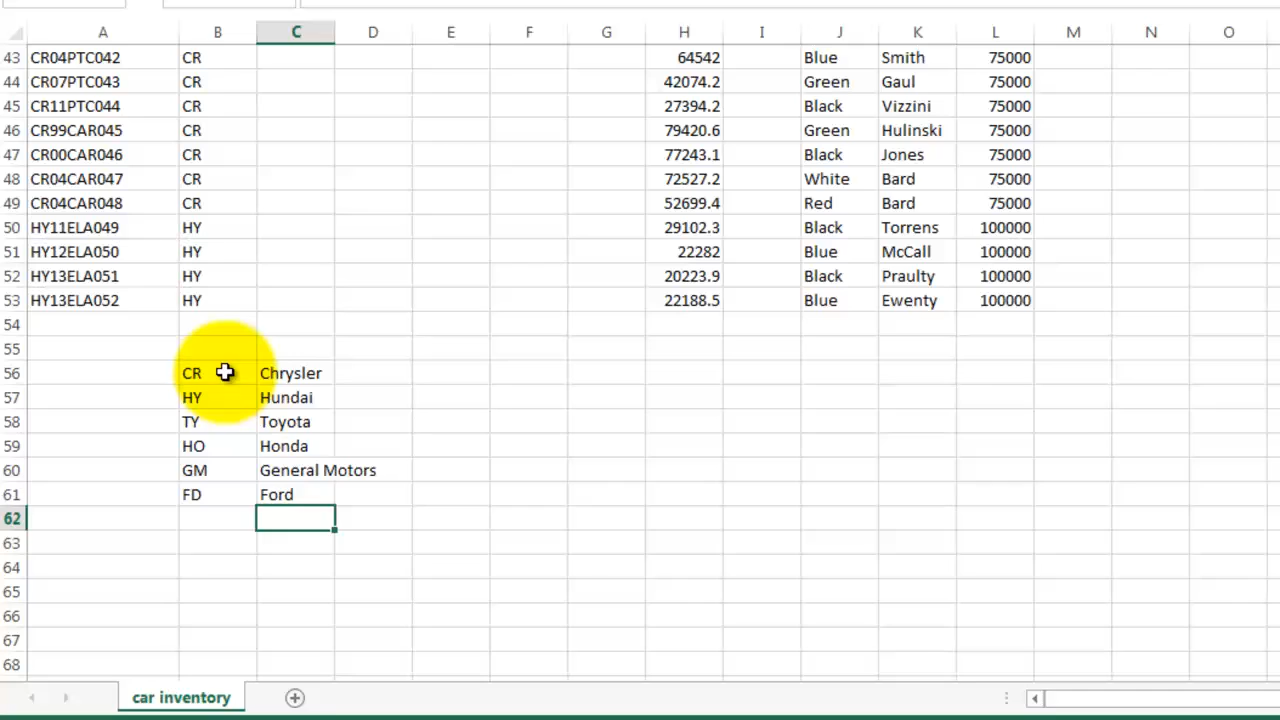 A B C D E F G H I J K L M N O
43 CR04PTC042 CR 64542 Blue Smith 75000
44 CR07PTC043 CR 42074.2 Green Gaul 75000
45 CR11PTC044 CR 27394.2 Black Vizzini 75000
46 CR99CAR045 CR 79420.6 Green Hulinski 75000
47 CR00CAR046 CR 77243.1 Black Jones 75000
48 CR04CAR047 CR 72527.2 White Bard 75000
49 CR04CAR048 CR 52699.4 Red Bard 75000
50 HY11ELA049 HY 29102.3 Black Torrens 100000
51 HY12ELA050 HY 22282 Blue McCall 100000
52 HY13ELA051 HY 20223.9 Black Praulty 100000
53 HY13ELA052 HY 22188.5 Blue Ewenty 100000
54
55
56 CR Chrysler
57 HY Hundai
58 TY Toyota
59 HO Honda
60 GM General Motors
61 FD Ford
62
63
64
65
66
67
68
car inventory